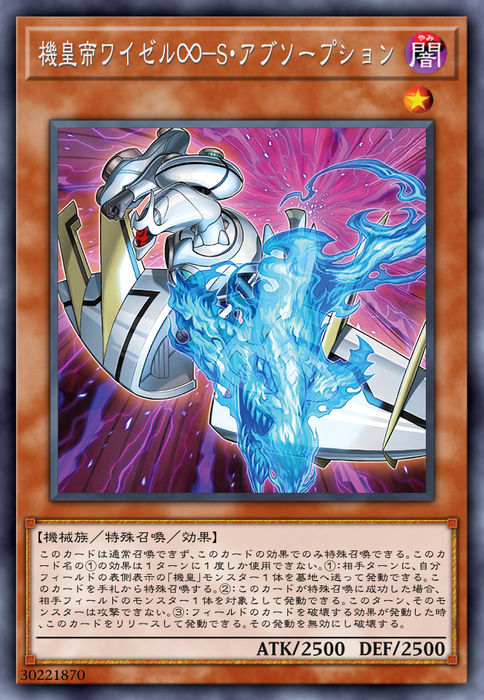 機皇帝ワイゼル∞-S・アブソープション
やみ
闇
【機械族／特殊召喚／効果】
このカードは通常召喚できず、このカードの効果でのみ特殊召喚できる。このカ
ード名の①の効果は１ターンに１度しか使用できない。①:相手ターンに、自分
フィールドの表側表示の「機皇」モンスター１体を墓地へ送って発動できる。こ
のカードを手札から特殊召喚する。②:このカードが特殊召喚に成功した場合、
相手フィールドのモンスター１体を対象として発動できる。このターン、そのモ
ンスターは攻撃できない。③:フィールドのカードを破壊する効果が発動した時、
このカードをリリースして発動できる。その発動を無効にし破壊する。
ATK/2500 DEF/2500
30221870